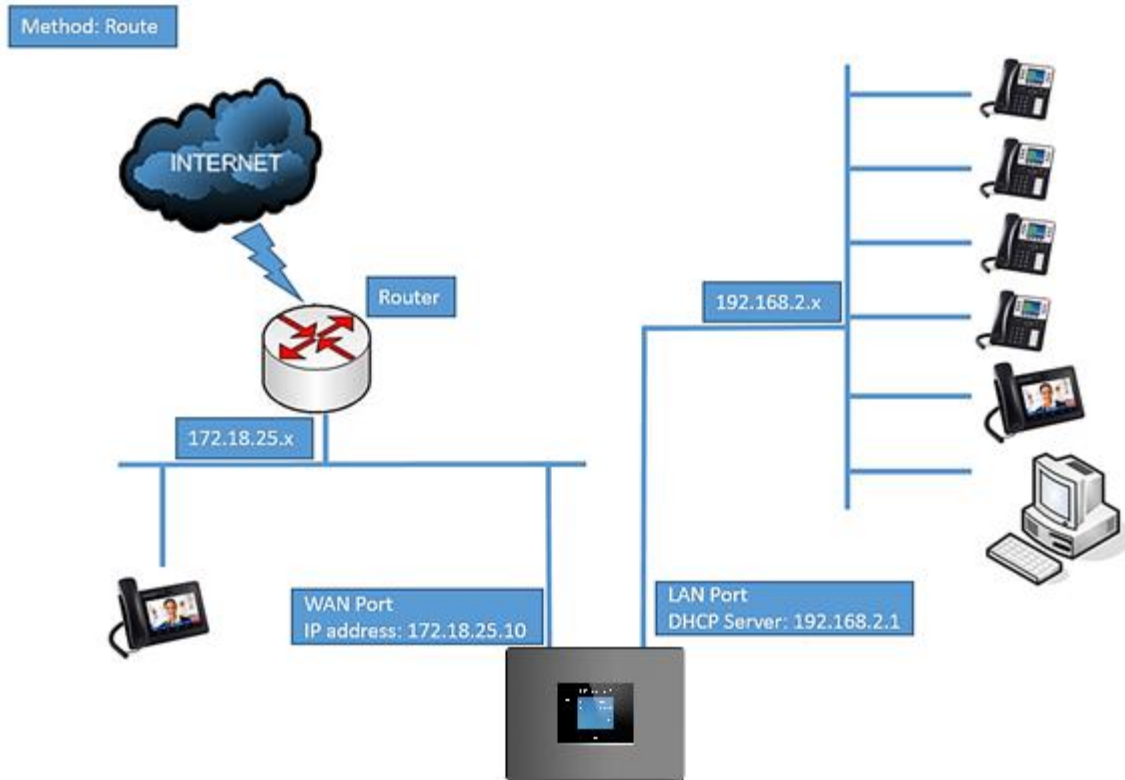 Method: Route
INTERNET
Router
192.168.2.x
172.18.25.x
WAN Port
IP address: 172.18.25.10
LAN Port
DHCP Server: 192.168.2.1